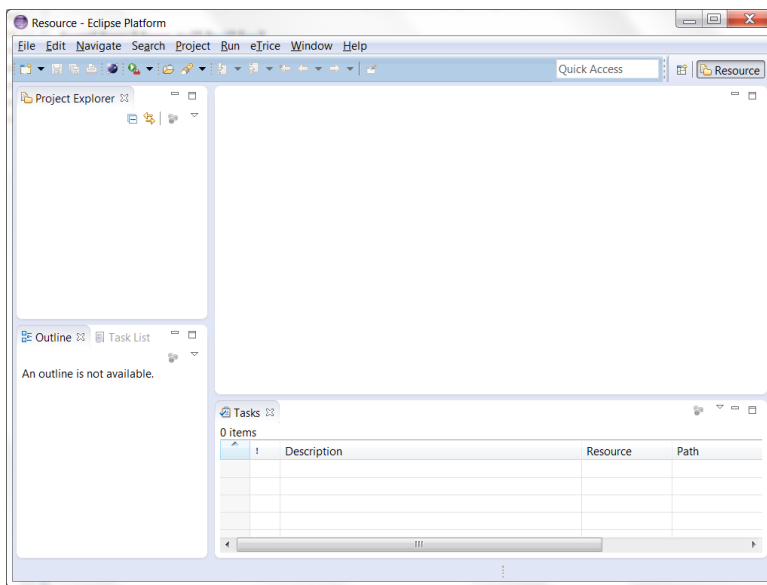 Resource - Eclipse Platform
File Edit Navigate Search Project Run eTrice Window Help
Quick Access
Resource
Project Explorer
Outline
Task List
An outline is not available.
Tasks
0 items
! Description Resource Path